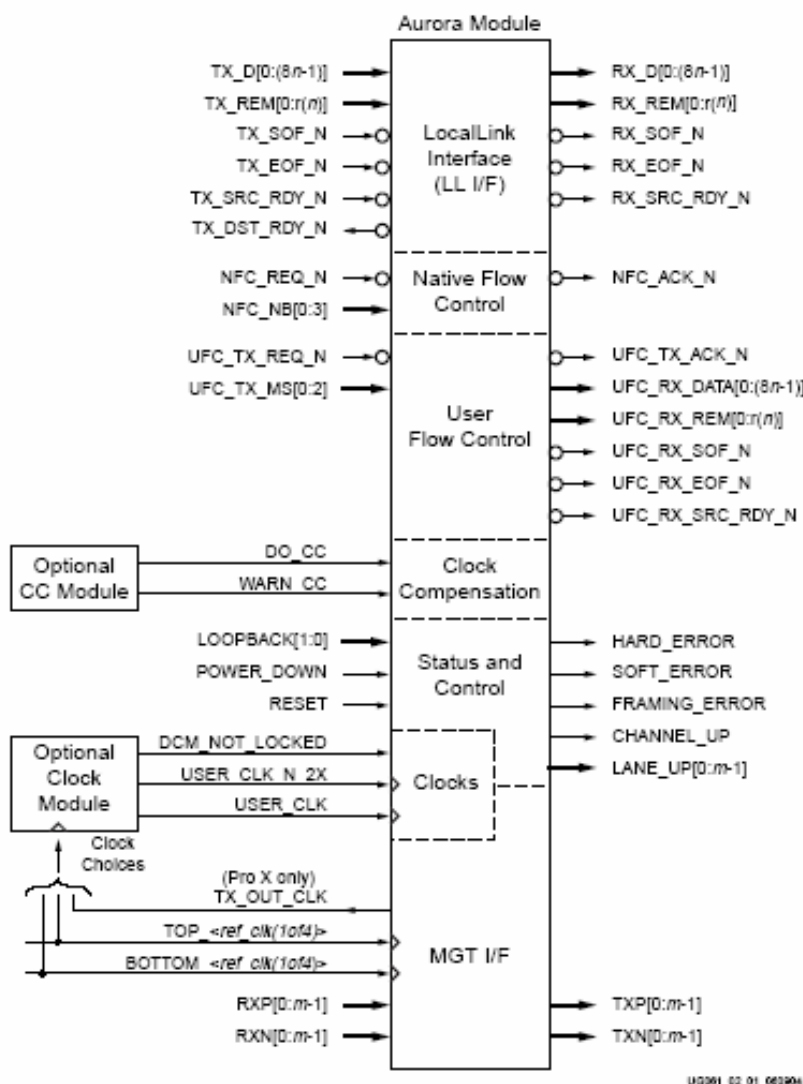 Aurora Module
TX_D[0:(8n-1)]
TX_REM[0:r(n)]
TX_SOF_N
TX_EOF_N
TX_SRC_RDY_N
TX_DST_RDY_N
LocalLink
Interface
(LL I/F)
RX_D[0:(8n-1)]
RX_REM[0:r(n)]
RX_SOF_N
RX_EOF_N
RX_SRC_RDY_N
NFC_REQ_N
NFC_NB[0:3]
Native Flow
Control
NFC_ACK_N
UFC_TX_REQ_N
UFC_TX_MS[0:2]
User
Flow Control
UFC_TX_ACK_N
UFC_RX_DATA[0:(8n-1)]
UFC_RX_REM[0:r(n)]
UFC_RX_SOF_N
UFC_RX_EOF_N
UFC_RX_SRC_RDY_N
Optional
CC Module
DO_CC
WARN_CC
Clock
Compensation
LOOPBACK[1:0]
POWER_DOWN
RESET
Status and
Control
HARD_ERROR
SOFT_ERROR
FRAMING_ERROR
CHANNEL_UP
LANE_UP[0:m-1]
Optional
Clock
Module
DCM_NOT_LOCKED
USER_CLK_N_2X
USER_CLK
Clocks
Clock
Choices
(Pro X only)
TX_OUT_CLK
TOP_<ref_clk(1of4)>
BOTTOM_<ref_clk(1of4)>
RXP[0:m-1]
RXN[0:m-1]
MGT I/F
TXP[0:m-1]
TXN[0:m-1]